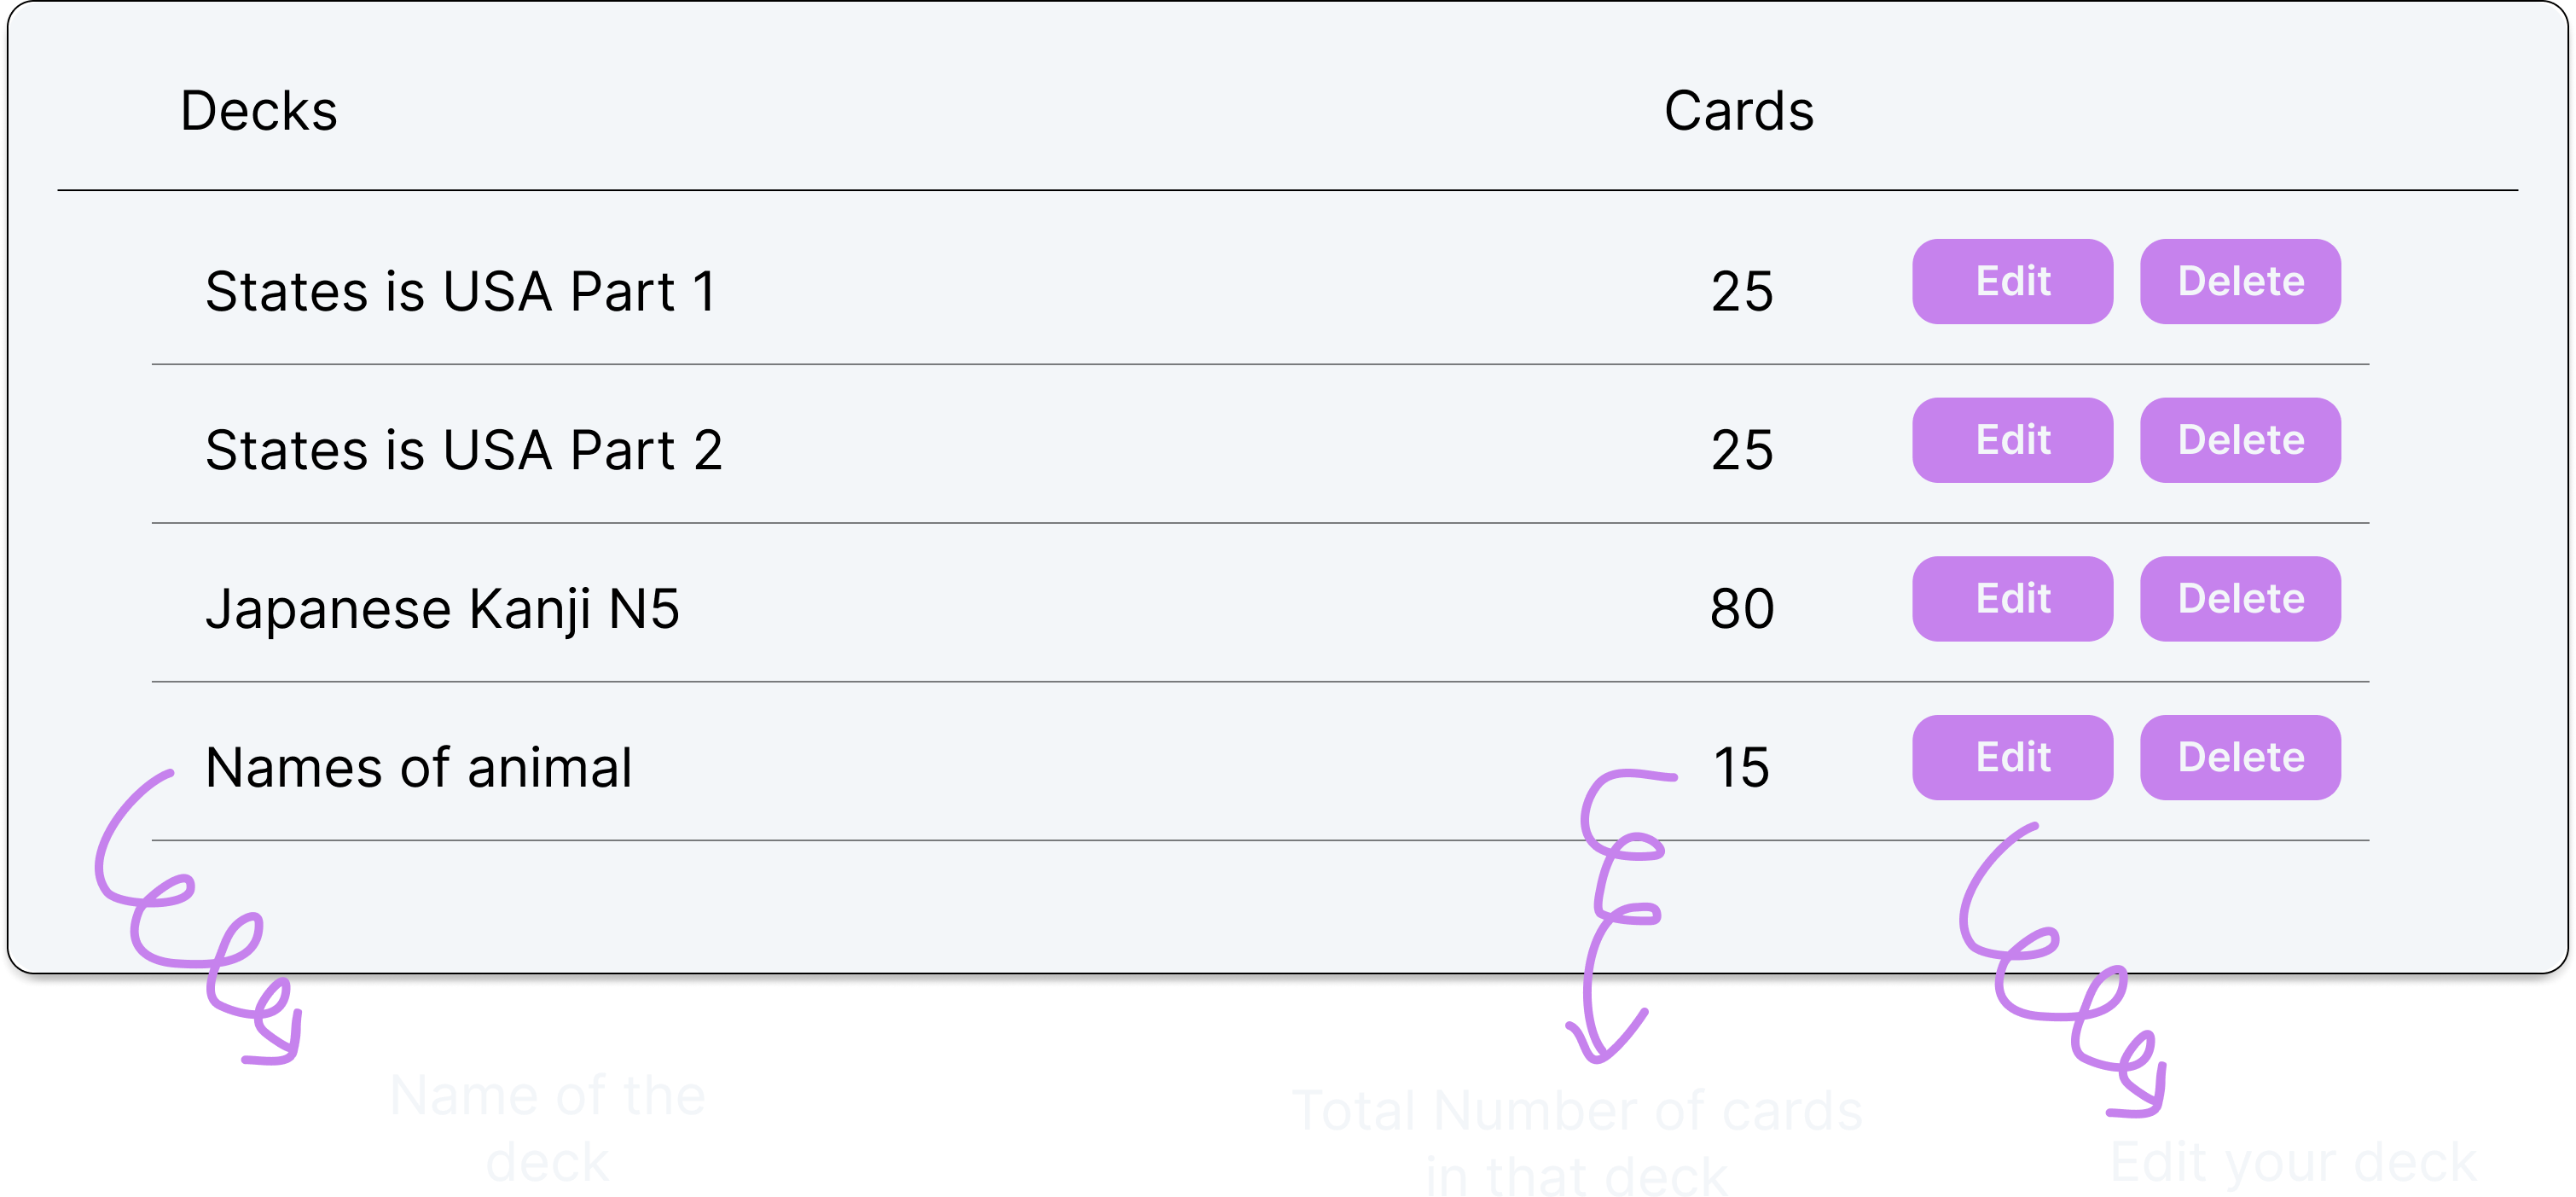 Decks Cards
States is USA Part 1 25 Edit Delete
States is USA Part 2 25 Edit Delete
Japanese Kanji N5 80 Edit Delete
Names of animal 15 Edit Delete
Name of the
deck
Total Number of cards
in that deck
Edit your deck